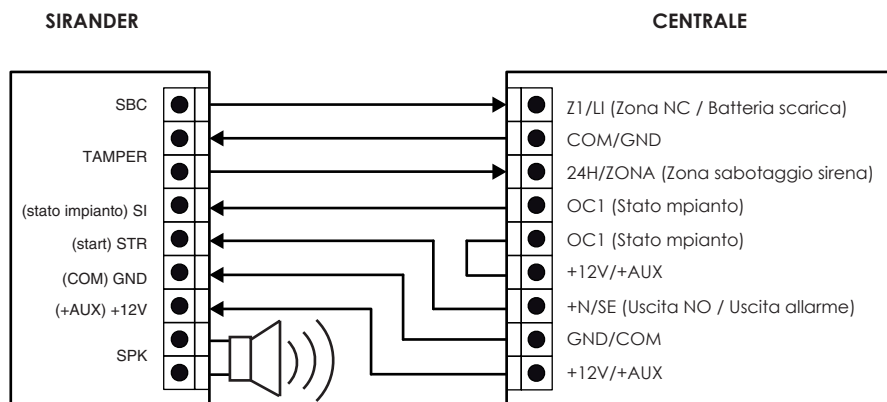 SIRANDER
CENTRALE
SBC
TAMPER
(stato impianto) SI
(start) STR
(COM) GND
(+AUX) +12V
SPK
Z1/LI (Zona NC / Batteria scarica)
COM/GND
24H/ZONA (Zona sabotaggio sirena)
OC1 (Stato mpianto)
OC1 (Stato mpianto)
+12V/+AUX
+N/SE (Uscita NO / Uscita allarme)
GND/COM
+12V/+AUX